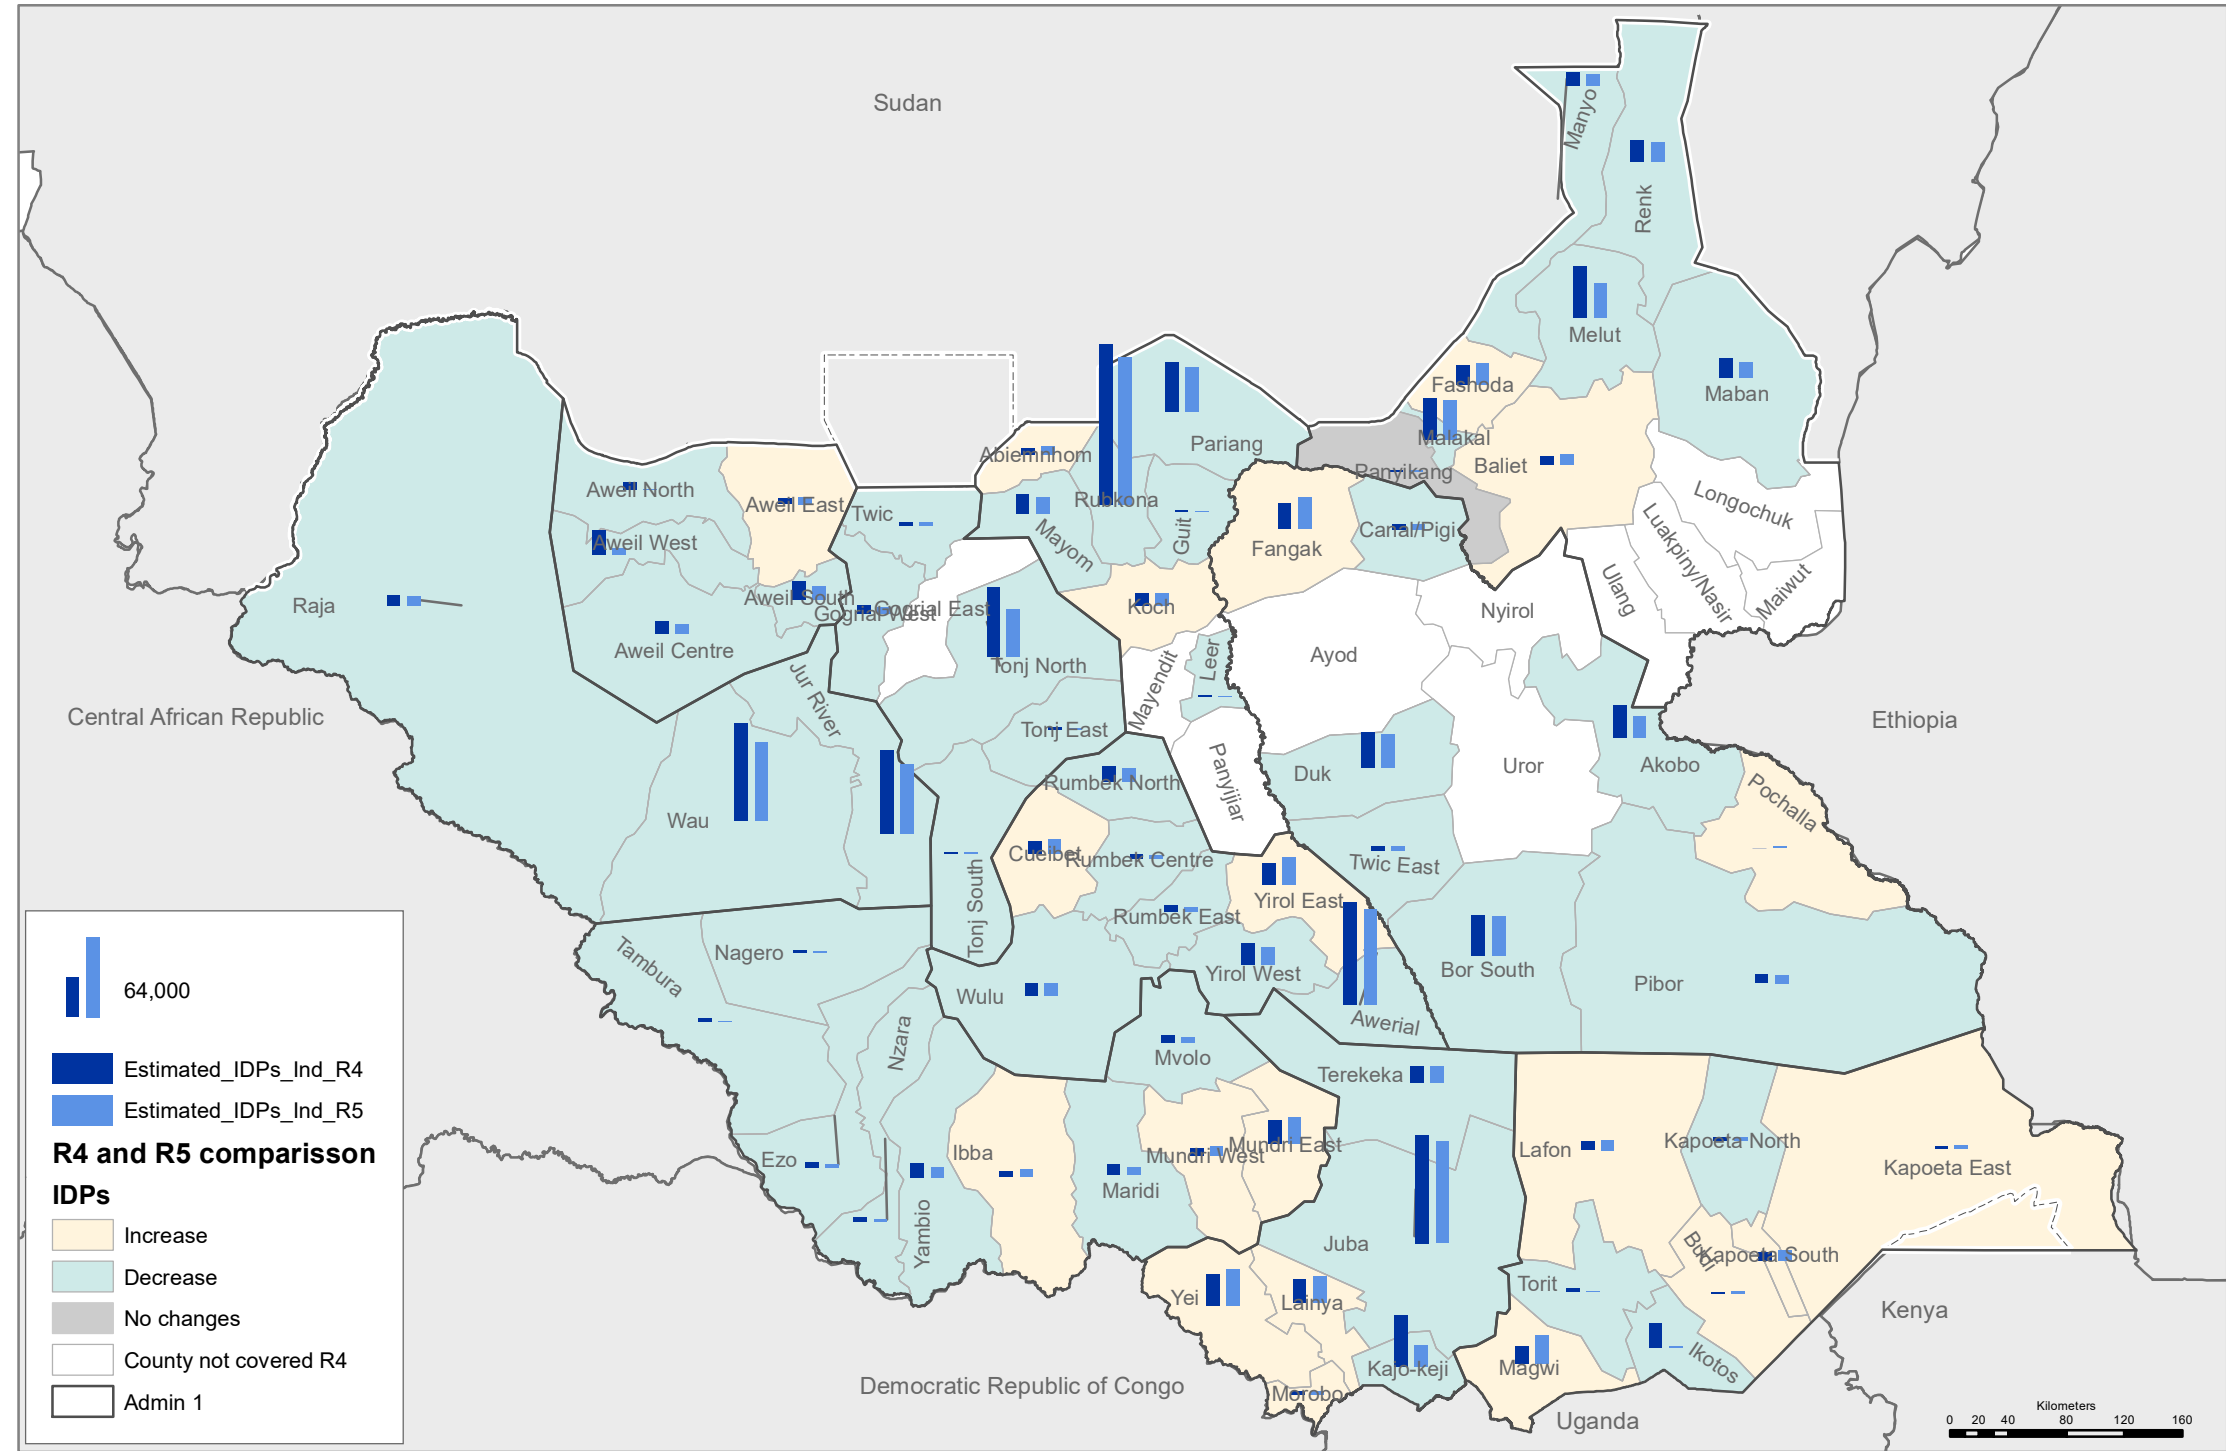 Sudan
Manyo
Renk
Melut
Maban
Fashoda
Malakal
Panyikang
Baliet
Longochuk
Luakpiny/Nasir
Maiwut
Ulang
Nyirol
Pariang
Abiemnhom
Rubkona
Mayom
Guit
Fangak
Canal/Pigi
Koch
Aweil North
Aweil East
Aweil West
Aweil South
Aweil Centre
Twic
Gogrial West
Gogrial East
Raja
Tonj North
Tonj East
Tonj South
Mayendit
Leer
Panyijiar
Ayod
Duk
Uror
Akobo
Pochalla
Twic East
Bor South
Pibor
Central African Republic
Ethiopia
Jur River
Wau
Rumbek North
Cueibet
Rumbek Centre
Rumbek East
Yirol East
Yirol West
Awerial
Wulu
Tambura
Nagero
Nzara
Ezo
Yambio
Ibba
Maridi
Mvolo
Mundri West
Mundri East
Terekeka
Juba
Lafon
Kapoeta North
Kapoeta East
Kapoeta South
Budi
Torit
Ikotos
Magwi
Yei
Lainya
Morobo
Kajo-keji
Kenya
Uganda
Democratic Republic of Congo
64,000
Estimated_IDPs_Ind_R4
Estimated_IDPs_Ind_R5
R4 and R5 comparisson
IDPs
Increase
Decrease
No changes
County not covered R4
Admin 1
Kilometers
0 20 40 80 120 160